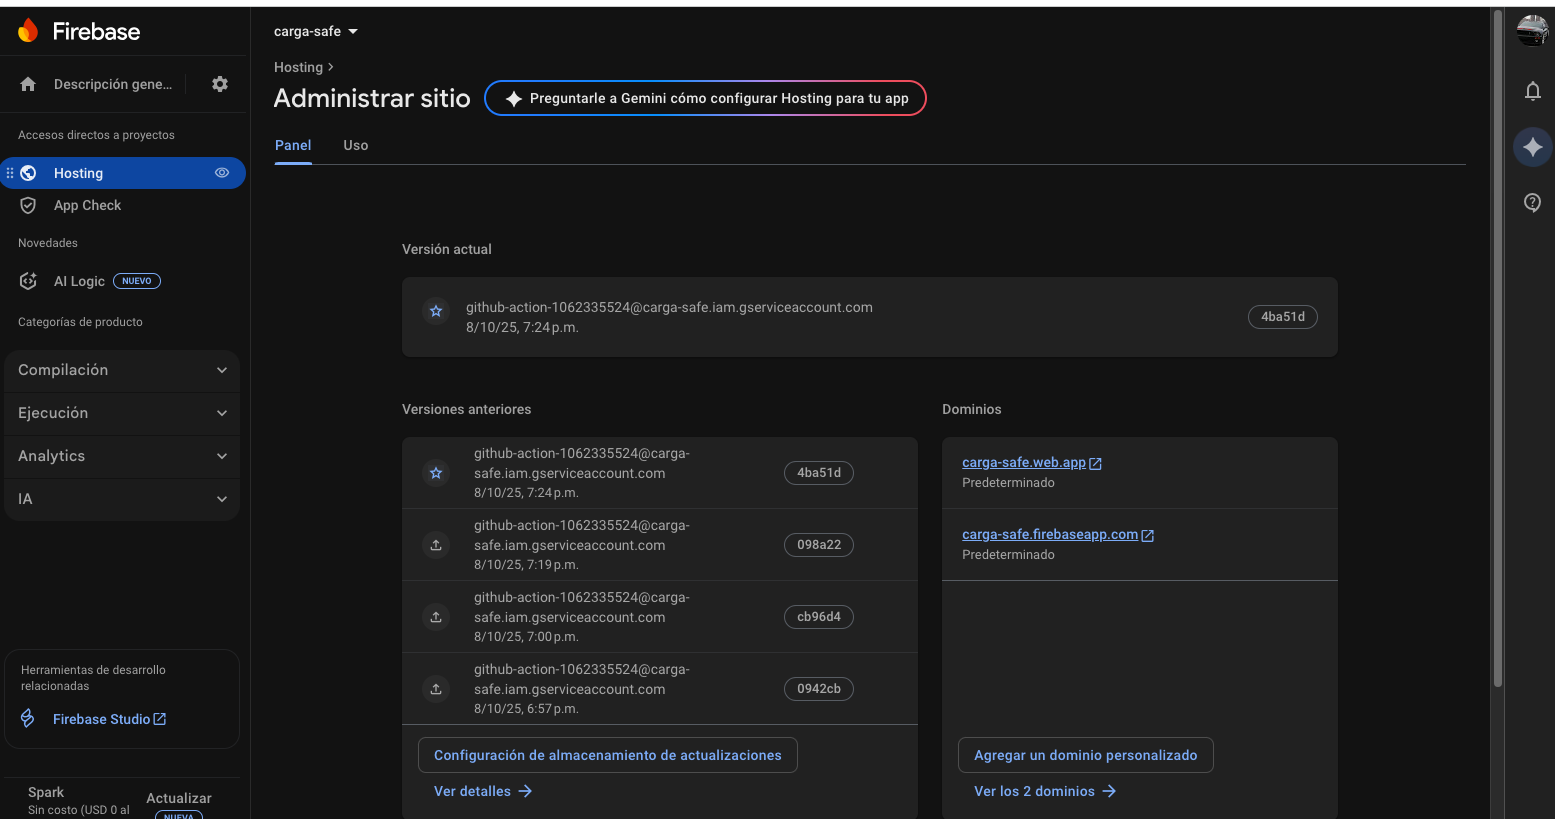 Firebase
Descripción gene...
Accesos directos a proyectos
Hosting
App Check
Novedades
AI Logic NUEVO
Categorías de producto
Compilación
Ejecución
Analytics
IA
Herramientas de desarrollo
relacionadas
Firebase Studio
Spark
Sin costo (USD 0 al
Actualizar
NUEVA
carga-safe
Hosting
Administrar sitio
Preguntarle a Gemini cómo configurar Hosting para tu app
Panel Uso
Versión actual
github-action-1062335524@carga-safe.iam.gserviceaccount.com
8/10/25, 7:24 p.m.
4ba51d
Versiones anteriores
github-action-1062335524@carga-
safe.iam.gserviceaccount.com
8/10/25, 7:24 p.m.
4ba51d
github-action-1062335524@carga-
safe.iam.gserviceaccount.com
8/10/25, 7:19 p.m.
098a22
github-action-1062335524@carga-
safe.iam.gserviceaccount.com
8/10/25, 7:00 p.m.
cb96d4
github-action-1062335524@carga-
safe.iam.gserviceaccount.com
8/10/25, 6:57 p.m.
0942cb
Configuración de almacenamiento de actualizaciones
Ver detalles
Dominios
carga-safe.web.app
Predeterminado
carga-safe.firebaseapp.com
Predeterminado
Agregar un dominio personalizado
Ver los 2 dominios